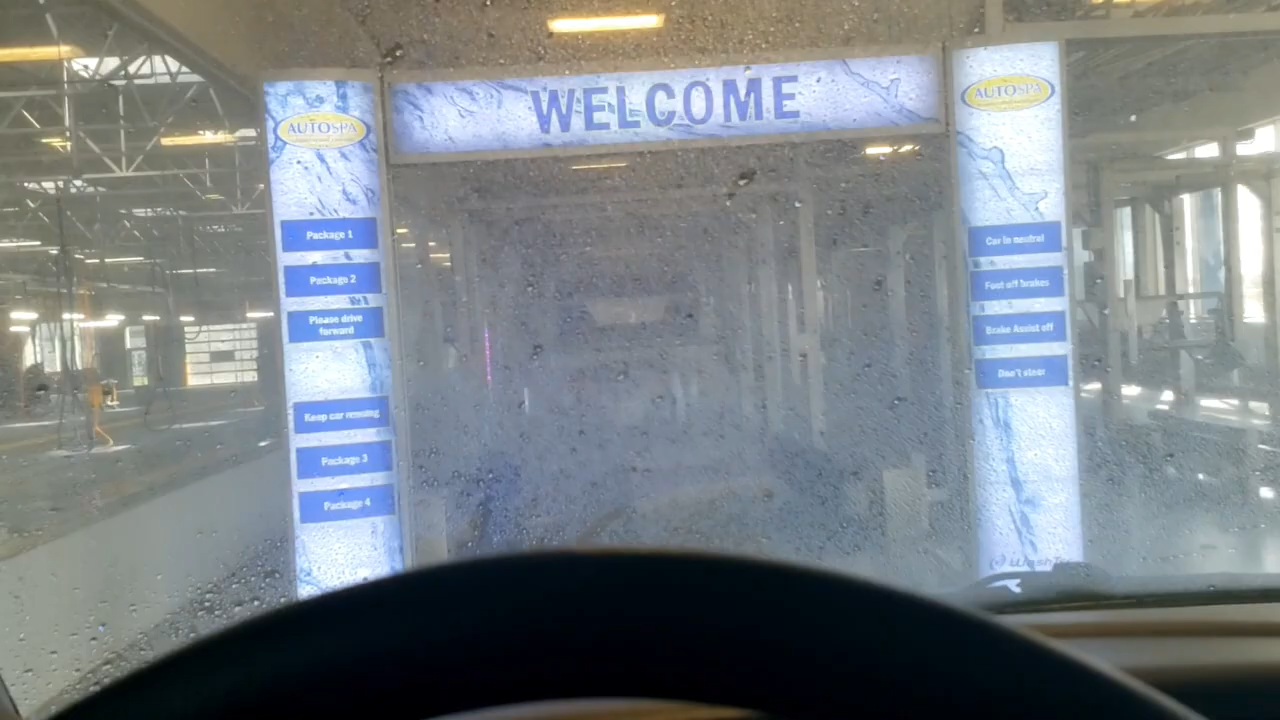 WELCOME
AUTOSPA
Package 1
Package 2
Please drive
forward
Keep car running
Package 3
Package 4
AUTOSPA
Car in neutral
Foot off brakes
Brake Assist off
Don't steer